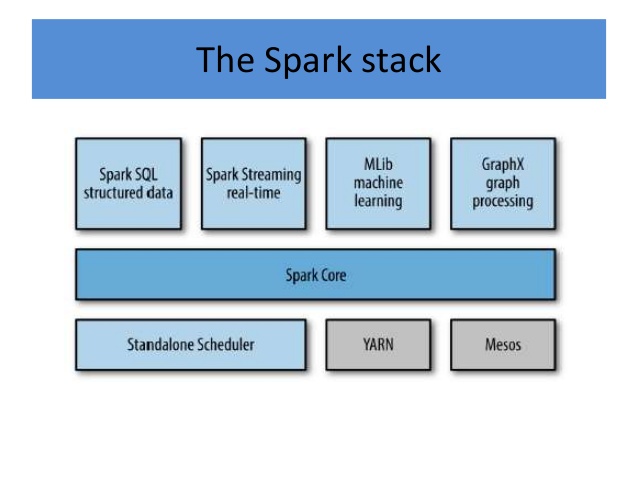 The Spark stack
Spark SQL
structured data
Spark Streaming
real-time
MLib
machine
learning
GraphX
graph
processing
Spark Core
Standalone Scheduler
YARN
Mesos